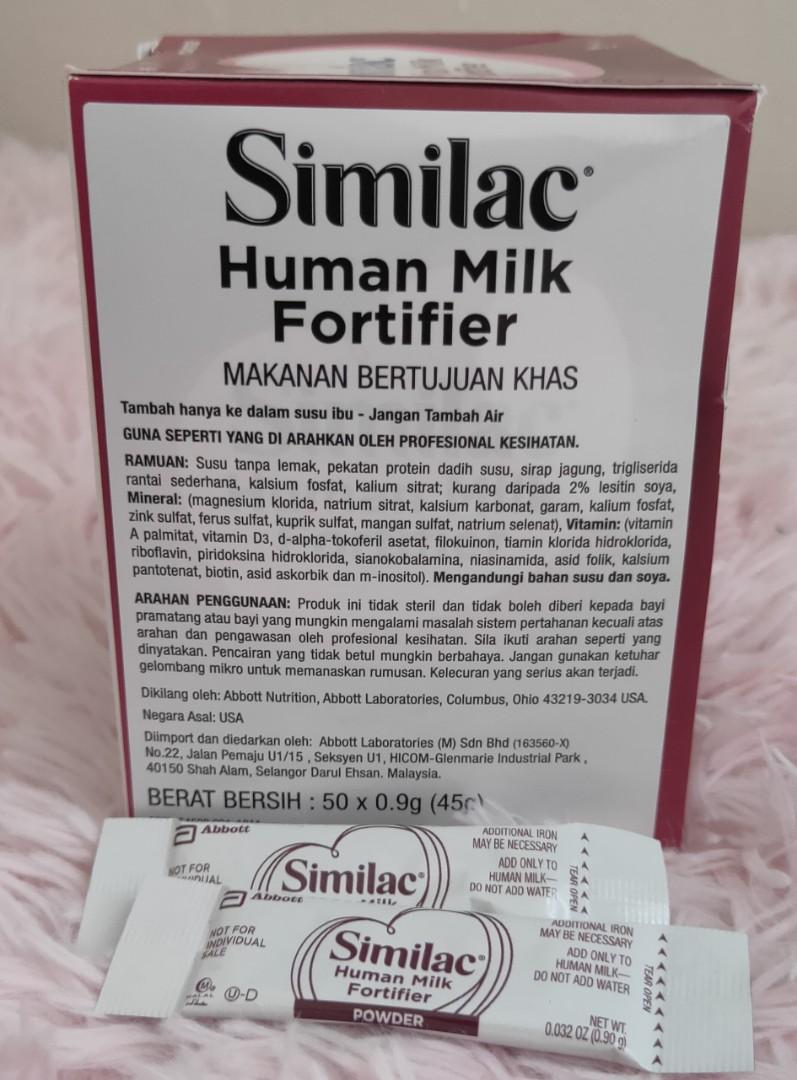 Similac®
Human Milk
Fortifier
MAKANAN BERTUJUAN KHAS
Tambah hanya ke dalam susu ibu - Jangan Tambah Air
GUNA SEPERTI YANG DI ARAHKAN OLEH PROFESIONAL KESIHATAN.
RAMUAN: Susu tanpa lemak, pekatan protein dadih susu, sirap jagung, trigliserida
rantai sederhana, kalsium fosfat, kalium sitrat; kurang daripada 2% lesitin soya,
Mineral: (magnesium klorida, natrium sitrat, kalsium karbonat, garam, kalium fosfat,
zink sulfat, ferus sulfat, kuprik sulfat, mangan sulfat, natrium selenat), Vitamin: (vitamin
A palmitat, vitamin D3, d-alpha-tokoferil asetat, filokuinon, tiamin klorida hidroklorida,
riboflavin, piridoksina hidroklorida, sianokobalamina, niasinamida, asid folik, kalsium
pantotenat, biotin, asid askorbik dan m-inositol). Mengandungi bahan susu dan soya.
ARAHAN PENGGUNAAN: Produk ini tidak steril dan tidak boleh diberi kepada bayi
pramatang atau bayi yang mungkin mengalami masalah sistem pertahanan kecuali atas
arahan dan pengawasan oleh profesional kesihatan. Sila ikuti arahan seperti yang
dinyatakan. Pencairan yang tidak betul mungkin berbahaya. Jangan gunakan ketuhar
gelombang mikro untuk memanaskan rumusan. Kelecuran yang serius akan terjadi.
Dikilang oleh: Abbott Nutrition, Abbott Laboratories, Columbus, Ohio 43219-3034 USA.
Negara Asal: USA
Diimport dan diedarkan oleh: Abbott Laboratories (M) Sdn Bhd (163560-X)
No.22, Jalan Pemaju U1/15 , Seksyen U1, HICOM-Glenmarie Industrial Park ,
40150 Shah Alam, Selangor Darul Ehsan. Malaysia.
BERAT BERSIH : 50 x 0.9g (45g)
Abbott
NOT FOR
Similac®
ADDITIONAL IRON
MAY BE NECESSARY
ADD ONLY TO
HUMAN MILK—
DO NOT ADD WATER
TEAR OPEN
Abbott
NOT FOR
INDIVIDUAL
SALE
U-D
Similac®
Human Milk
Fortifier
POWDER
ADDITIONAL IRON
MAY BE NECESSARY
ADD ONLY TO
HUMAN MILK—
DO NOT ADD WATER
NET WT.
0.032 OZ (0.90 g)
TEAR OPEN